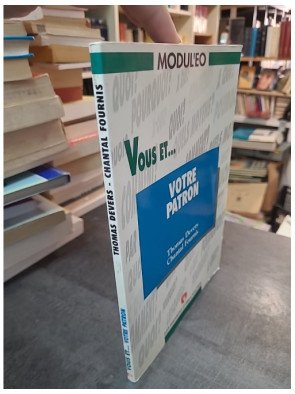 THOMAS DEVERS - CHANTAL FOURNIS
VOUS ET... VOTRE PATRON
MODUL'EO
VOUS ET...
VOTRE
PATRON
Thomas Devers
Chantal Fournis